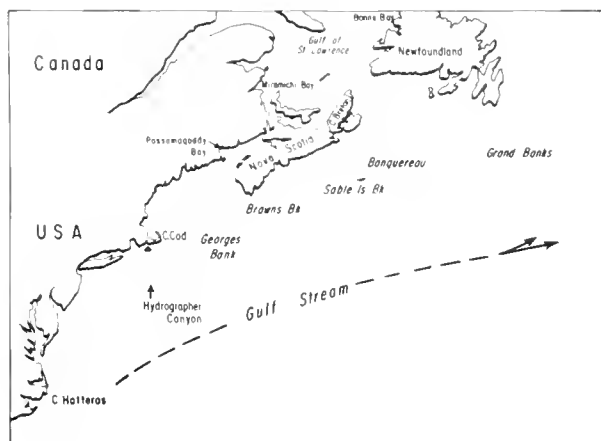 Bonne Bay
Gulf of
St Lawrence
Newfoundland
Canada
Miramichi Bay
C. Breton
Passamaquoddy
Bay
Nova Scotia
Banquereau
Grand Banks
Sable Is Bk
Browns Bk
USA
C.Cod
Georges
Bank
Hydrographer
Canyon
Gulf Stream
C Hatteras